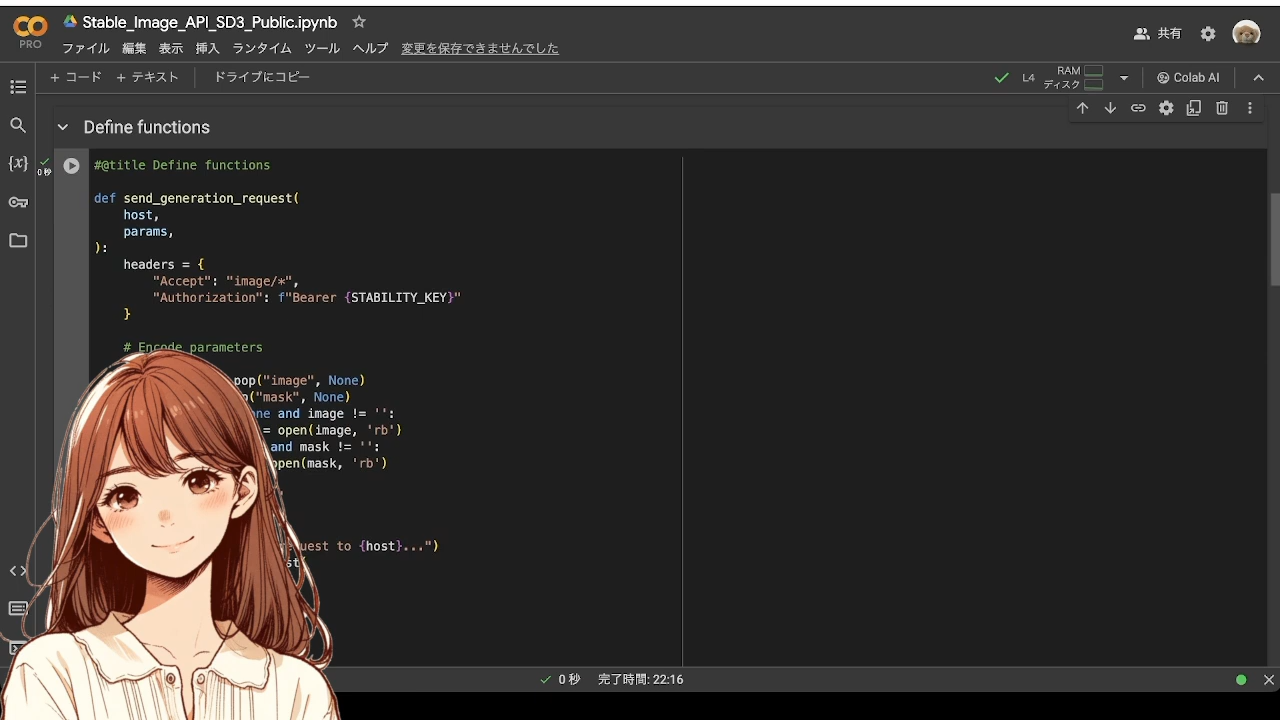 Stable_Image_API_SD3_Public.ipynb
PRO
ファイル 編集 表示 挿入 ランタイム ツール ヘルプ 変更を保存できませんでした
共有
+ コード + テキスト ドライブにコピー
L4 RAM
ディスク
Colab AI
Define functions
{x}
0 秒
#@title Define functions
def send_generation_request(
host,
params,
):
headers = {
"Accept": "image/*",
"Authorization": f"Bearer {STABILITY_KEY}"
}
# Encode parameters
pop("image", None)
("mask", None)
and image != '':
= open(image, 'rb')
and mask != '':
open(mask, 'rb')
to {host}...")
0 秒 完了時間: 22:16